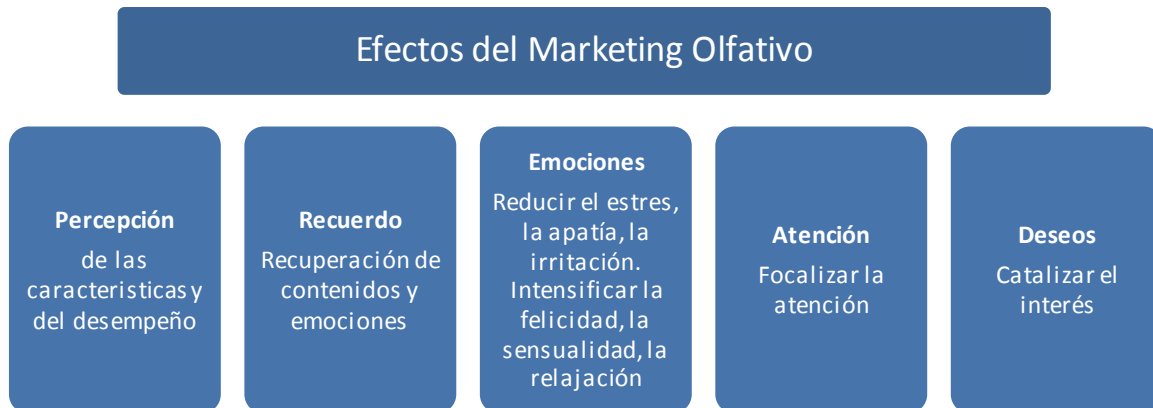 Efectos del Marketing Olfativo
Percepción
de las
caracteristicas y
del desempeño
Recuerdo
Recuperación de
contenidos y
emociones
Emociones
Reducir el estres,
la apatía, la
irritación.
Intensificar la
felicidad, la
sensualidad, la
relajación
Atención
Focalizar la
atención
Deseos
Catalizar el
interés